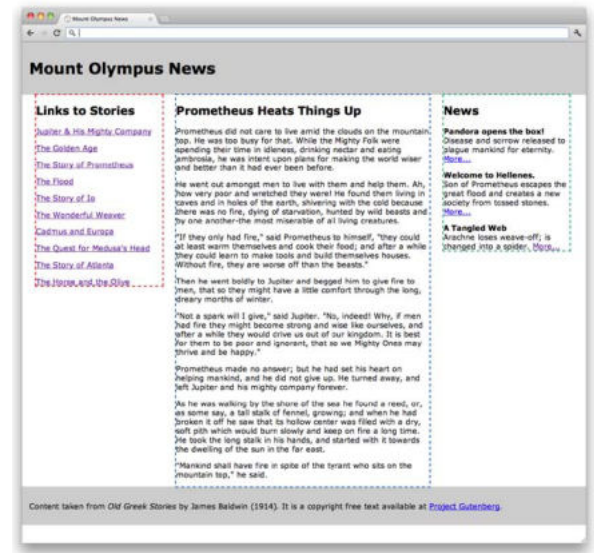 Mount Olympus News
Mount Olympus News
Links to Stories
Jupiter & His Mighty Company
The Golden Age
The Story of Prometheus
The Flood
The Story of Io
The Wonderful Weaver
Cadmus and Europa
The Quest for Medusa's Head
The Story of Atlanta
The Horse and the Olive
Prometheus Heats Things Up
Prometheus did not care to live amid the clouds on the mountain
top. He was too busy for that. While the Mighty Folk were
spending their time in idleness, drinking nectar and eating
ambrosia, he was intent upon plans for making the world wiser
and better than it had ever been before.
He went out amongst men to live with them and help them. Ah,
how very poor and wretched they were! He found them living in
caves and in holes of the earth, shivering with the cold because
there was no fire, dying of starvation, hunted by wild beasts and
by one another-the most miserable of all living creatures.
"If they only had fire," said Prometheus to himself, "they could
at least warm themselves and cook their food; and after a while
they could learn to make tools and build themselves houses.
Without fire, they are worse off than the beasts."
Then he went boldly to Jupiter and begged him to give fire to
men, that so they might have a little comfort through the long,
dreary months of winter.
"Not a spark will I give," said Jupiter. "No, indeed! Why, if men
had fire they might become strong and wise like ourselves, and
after a while they would drive us out of our kingdom. It is best
for them to be poor and ignorant, that so we Mighty Ones may
thrive and be happy."
Prometheus made no answer; but he had set his heart on
helping mankind, and he did not give up. He turned away, and
left Jupiter and his mighty company forever.
As he was walking by the shore of the sea he found a reed, or,
as some say, a tall stalk of fennel, growing; and when he had
broken it off he saw that its hollow center was filled with a dry,
soft pith which would burn slowly and keep on fire a long time.
He took the long stalk in his hands, and started with it towards
the dwelling of the sun in the far east.
"Mankind shall have fire in spite of the tyrant who sits on the
mountain top," he said.
News
Pandora opens the box!
Disease and sorrow released to
plague mankind for eternity.
More...
Welcome to Hellenes.
Son of Prometheus escapes the
great flood and creates a new
society from tossed stones.
More...
A Tangled Web
Arachne loses weave-off; is
changed into a spider. More...
Content taken from Old Greek Stories by James Baldwin (1914). It is a copyright free text available at Project Gutenberg.